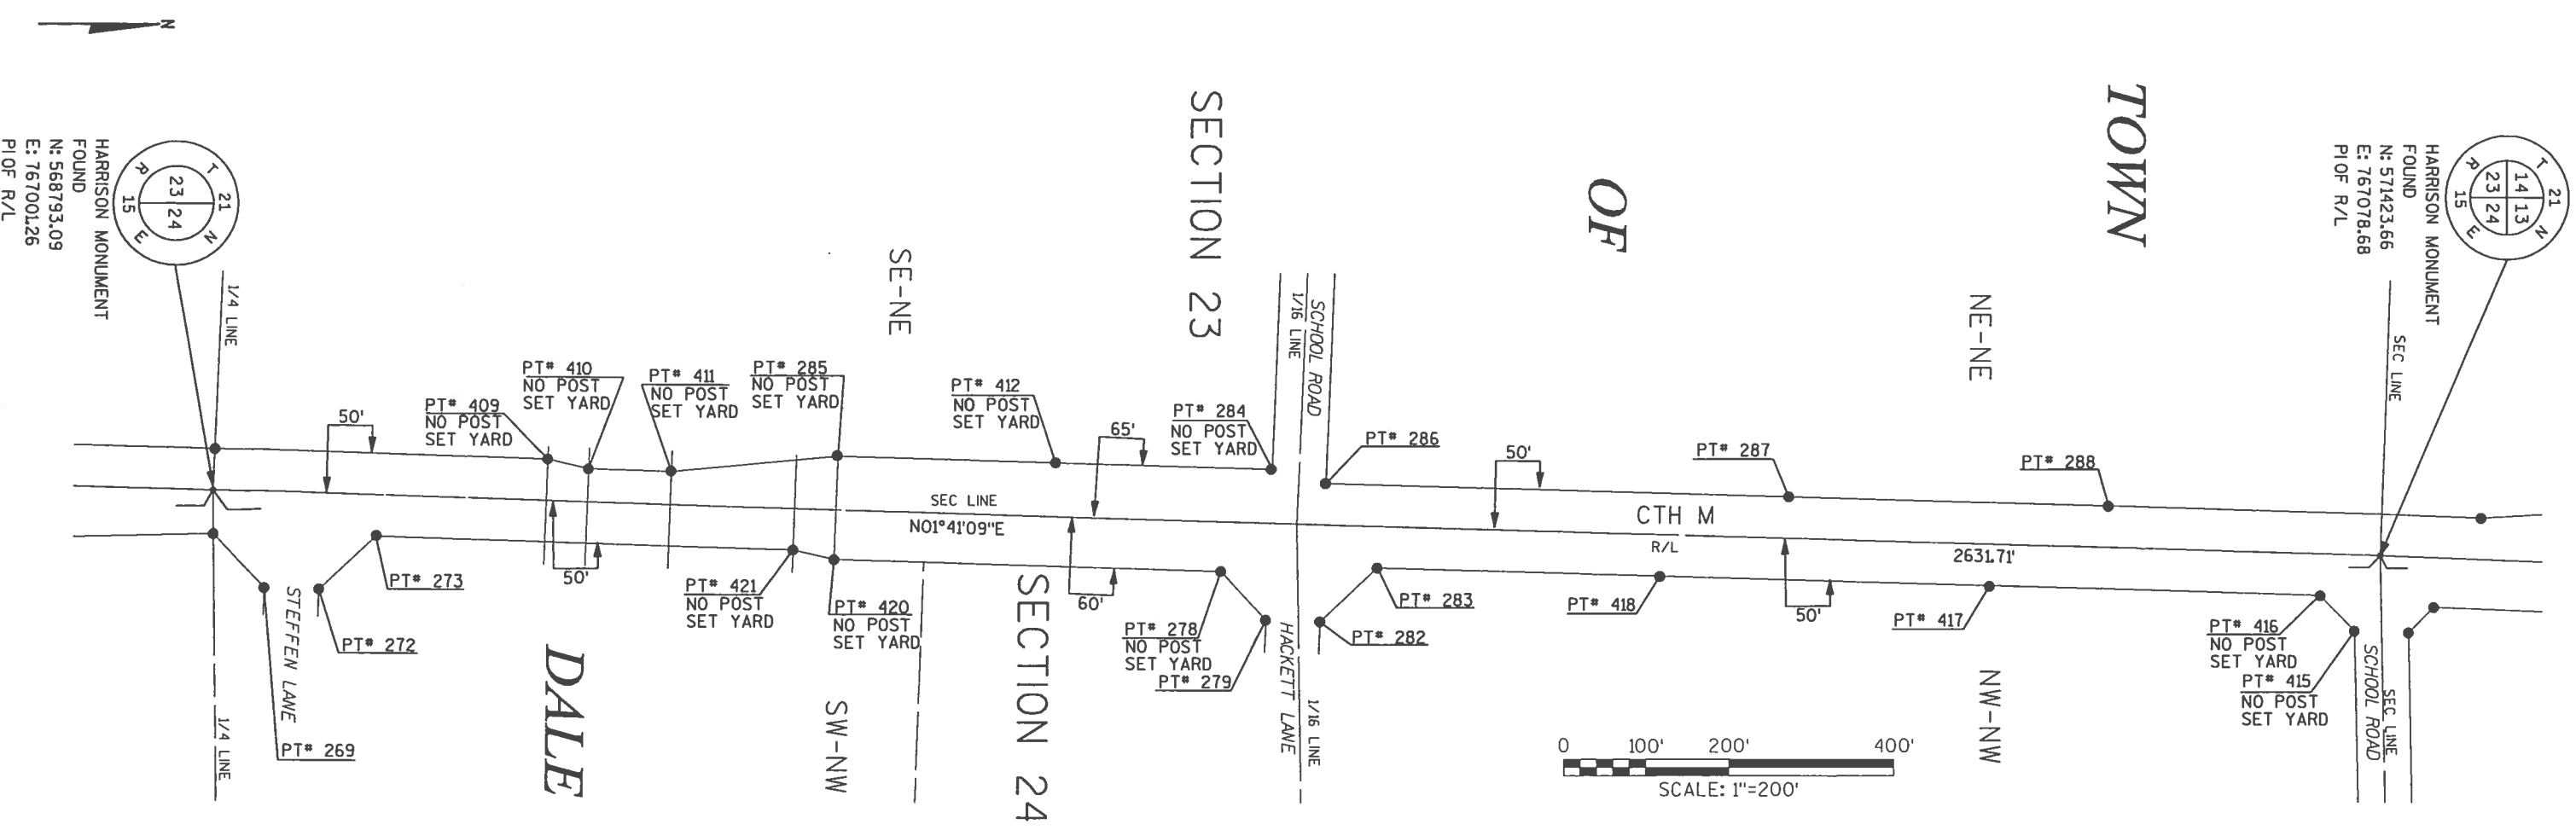 N
TOWN
OF
DALE
SECTION 23
SECTION 24
21
T
N
R
E
15
23
24
HARRISON MONUMENT
FOUND
N: 568793.09
E: 767001.26
PI OF R/L
21
T
N
R
E
15
14
13
23
24
HARRISON MONUMENT
FOUND
N: 571423.66
E: 767078.68
PI OF R/L
1/4 LINE
SE-NE
NE-NE
SCHOOL ROAD
1/16 LINE
SEC LINE
PT# 409
NO POST
SET YARD
PT# 410
NO POST
SET YARD
PT# 411
NO POST
SET YARD
PT# 285
NO POST
SET YARD
PT# 412
NO POST
SET YARD
PT# 284
NO POST
SET YARD
PT# 286
PT# 287
PT# 288
50'
65'
50'
SEC LINE
N01°41'09"E
CTH M
R/L
2631.71'
50'
60'
50'
PT# 273
PT# 272
PT# 269
STEFFEN LANE
1/4 LINE
PT# 421
NO POST
SET YARD
PT# 420
NO POST
SET YARD
SW-NW
PT# 278
NO POST
SET YARD
PT# 279
HACKETT LANE
1/16 LINE
PT# 283
PT# 282
PT# 418
PT# 417
NW-NW
PT# 416
NO POST
SET YARD
PT# 415
NO POST
SET YARD
SCHOOL ROAD
SEC LINE
0 100' 200' 400'
SCALE: 1"=200'